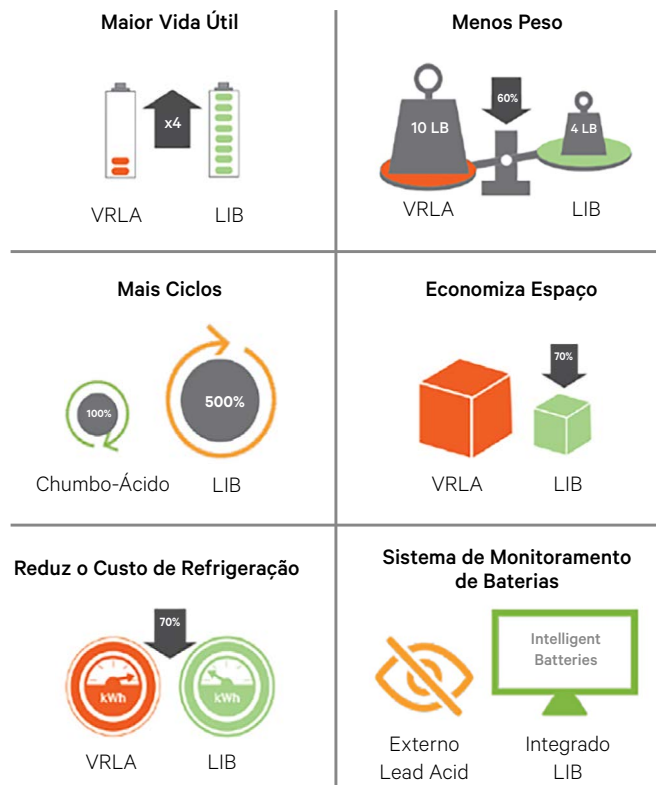 Maior Vida Útil
x4
VRLA
LIB
Menos Peso
60%
10 LB
4 LB
VRLA
LIB
Mais Ciclos
100%
500%
Chumbo-Ácido
LIB
Economiza Espaço
70%
VRLA
LIB
Reduz o Custo de Refrigeração
70%
kWh
kWh
VRLA
LIB
Sistema de Monitoramento
de Baterias
Intelligent
Batteries
Externo
Lead Acid
Integrado
LIB